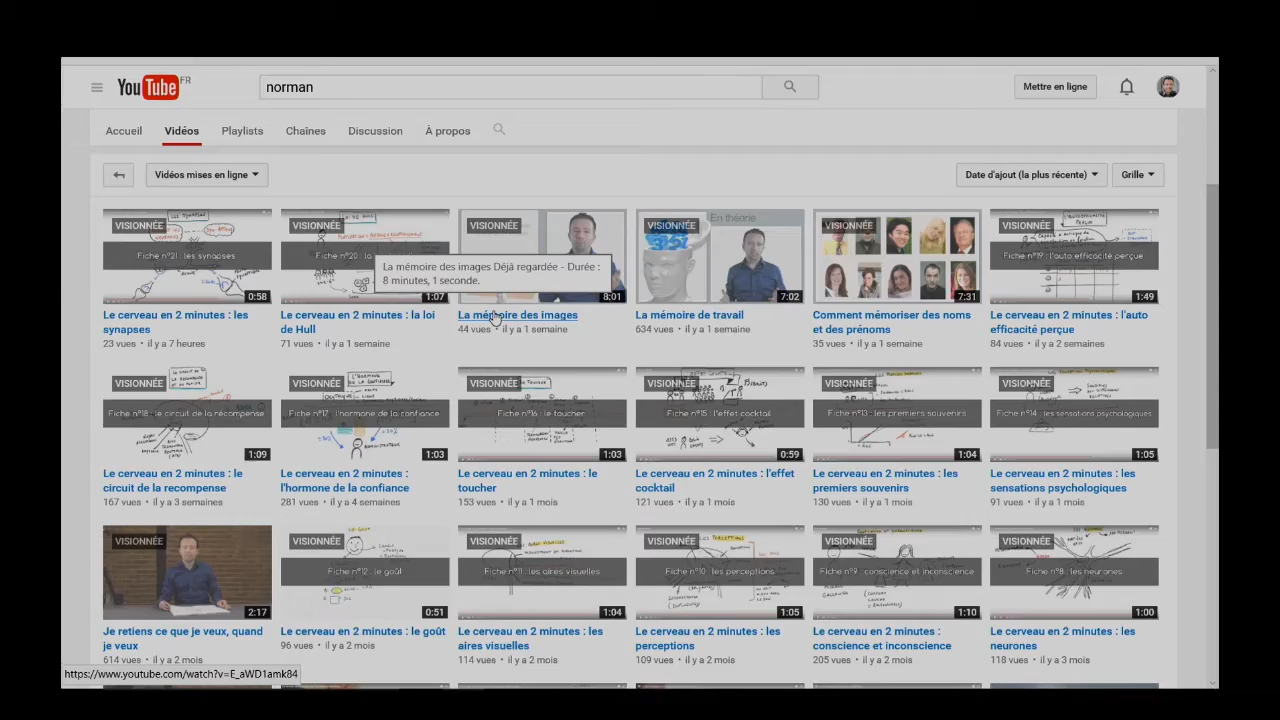 YouTube FR
norman
Mettre en ligne
Accueil
Vidéos
Playlists
Chaînes
Discussion
À propos
Vidéos mises en ligne
Date d'ajout (la plus récente)
Grille
VISIONNÉE
LES SYNAPSES
Fiche n°21 : les synapses
0:58
Le cerveau en 2 minutes : les
synapses
23 vues • il y a 7 heures
VISIONNÉE
Fiche n°20 : la
1:07
Le cerveau en 2 minutes : la loi
de Hull
71 vues • il y a 1 semaine
VISIONNÉE
La mémoire des images Déjà regardée - Durée :
8 minutes, 1 seconde.
8:01
La mémoire des images
44 vues • il y a 1 semaine
VISIONNÉE
En théorie
7:02
La mémoire de travail
634 vues • il y a 1 semaine
VISIONNÉE
7:31
Comment mémoriser des noms
et des prénoms
35 vues • il y a 1 semaine
VISIONNÉE
Fiche n°19 : l'auto efficacité perçue
1:49
Le cerveau en 2 minutes : l'auto
efficacité perçue
84 vues • il y a 2 semaines
VISIONNÉE
Fiche n°18 : le circuit de la récompense
1:09
Le cerveau en 2 minutes : le
circuit de la recompense
167 vues • il y a 3 semaines
VISIONNÉE
Fiche n°17 : l'hormone de la confiance
1:03
Le cerveau en 2 minutes :
l'hormone de la confiance
281 vues • il y a 4 semaines
VISIONNÉE
Fiche n°16 : le toucher
1:03
Le cerveau en 2 minutes : le
toucher
153 vues • il y a 1 mois
VISIONNÉE
Fiche n°15 : l'effet cocktail
0:59
Le cerveau en 2 minutes : l'effet
cocktail
121 vues • il y a 1 mois
VISIONNÉE
Fiche n°13 : les premiers souvenirs
1:04
Le cerveau en 2 minutes : les
premiers souvenirs
130 vues • il y a 1 mois
VISIONNÉE
Fiche n°14 : les sensations psychologiques
1:05
Le cerveau en 2 minutes : les
sensations psychologiques
91 vues • il y a 1 mois
VISIONNÉE
2:17
Je retiens ce que je veux, quand
je veux
614 vues • il y a 2 mois
VISIONNÉE
Fiche n°12 : le goût
0:51
Le cerveau en 2 minutes : le goût
96 vues • il y a 2 mois
VISIONNÉE
Fiche n°11 : les aires visuelles
1:04
Le cerveau en 2 minutes : les
aires visuelles
114 vues • il y a 2 mois
VISIONNÉE
LES PERCEPTIONS
Fiche n°10 : les perceptions
1:05
Le cerveau en 2 minutes : les
perceptions
109 vues • il y a 2 mois
VISIONNÉE
Fiche n°9 : conscience et inconscience
1:10
Le cerveau en 2 minutes :
conscience et inconscience
205 vues • il y a 2 mois
VISIONNÉE
Fiche n°8 : les neurones
1:00
Le cerveau en 2 minutes : les
neurones
118 vues • il y a 3 mois
https://www.youtube.com/watch?v=E_aWD1amk84